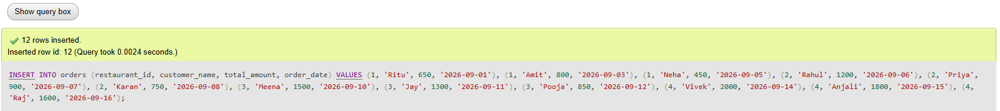 Show query box
12 rows inserted.
Inserted row id: 12 (Query took 0.0024 seconds.)
INSERT INTO orders (restaurant_id, customer_name, total_amount, order_date) VALUES (1, 'Ritu', 650, '2026-09-01'), (1, 'Amit', 800, '2026-09-03'), (1, 'Neha', 450, '2026-09-05'), (2, 'Rahul', 1200, '2026-09-06'), (2, 'Priya',
900, '2026-09-07'), (2, 'Karan', 750, '2026-09-08'), (3, 'Meena', 1500, '2026-09-10'), (3, 'Jay', 1300, '2026-09-11'), (3, 'Pooja', 850, '2026-09-12'), (4, 'Vivek', 2000, '2026-09-14'), (4, 'Anjali', 1800, '2026-09-15'), (4,
'Raj', 1600, '2026-09-16');